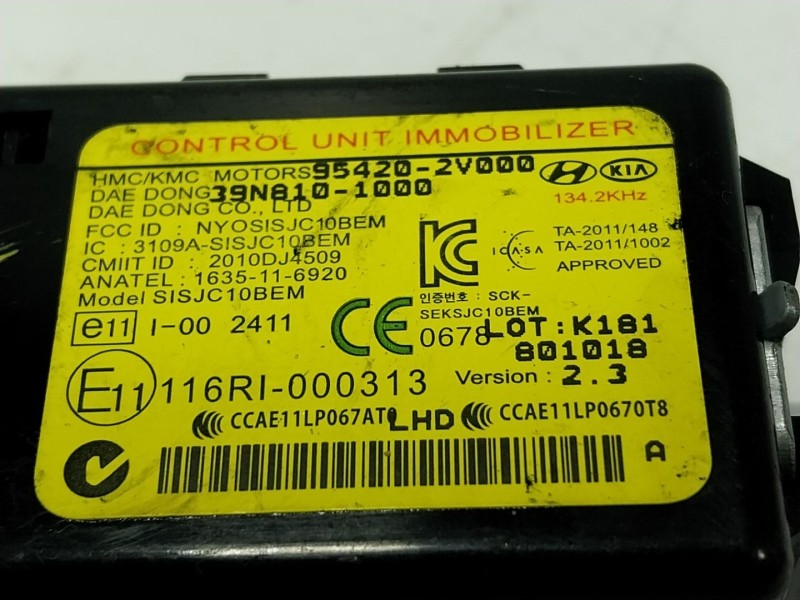 CONTROL UNIT IMMOBILIZER
HMC/KMC MOTORS 95420-2V000
KIA
DAE DONG 39N810-1000
134.2KHz
DAE DONG CO., LTD
FCC ID : NYOSISJC10BEM
IC : 3109A-SISJC10BEM
CMIIT ID : 2010DJ4509
ANATEL : 1635-11-6920
Model SISJC10BEM
ICASA
TA-2011/148
TA-2011/1002
APPROVED
인증번호 : SCK-
SEKSJC10BEM
e11 I-00 2411
CE 0678
LOT:K181
801018
E11 116RI-000313
Version : 2.3
CCAE11LP067AT0 LHD CCAE11LP0670T8
A